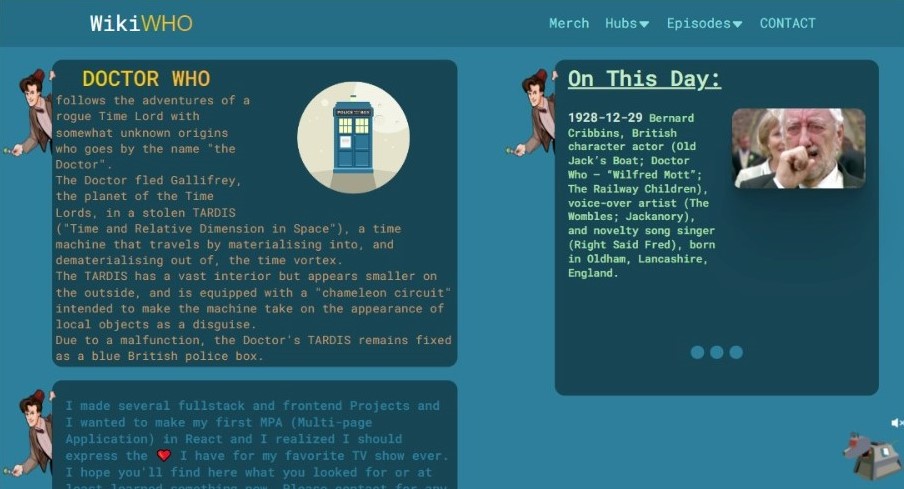 WikiWHO
Merch Hubs Episodes CONTACT
DOCTOR WHO
follows the adventures of a
rogue Time Lord with
somewhat unknown origins
who goes by the name "the
Doctor".
The Doctor fled Gallifrey,
the planet of the Time
Lords, in a stolen TARDIS
("Time and Relative Dimension in Space"), a time
machine that travels by materialising into, and
dematerialising out of, the time vortex.
The TARDIS has a vast interior but appears smaller on
the outside, and is equipped with a "chameleon circuit"
intended to make the machine take on the appearance of
local objects as a disguise.
Due to a malfunction, the Doctor's TARDIS remains fixed
as a blue British police box.
POLICE BOX
I made several fullstack and frontend Projects and
I wanted to make my first MPA (Multi-page
Application) in React and I realized I should
express the ❤️ I have for my favorite TV show ever.
I hope you'll find here what you looked for or at
least learned something new. Please contact for any
On This Day:
1928-12-29 Bernard
Cribbins, British
character actor (Old
Jack’s Boat; Doctor
Who – “Wilfred Mott”;
The Railway Children),
voice-over artist (The
Wombles; Jackanory),
and novelty song singer
(Right Said Fred), born
in Oldham, Lancashire,
England.